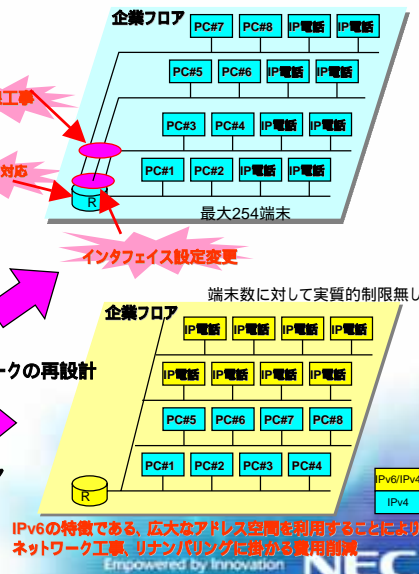 企業フロア
PC#7 PC#8 IP電話 IP電話
PC#5 PC#6 IP電話 IP電話
工事
PC#3 PC#4 IP電話 IP電話
対応
PC#1 PC#2 IP電話 IP電話
R
最大254端末
インタフェイス設定変更
端末数に対して実質的制限無し
企業フロア
IP電話 IP電話 IP電話 IP電話
ークの再設計
IP電話 IP電話 IP電話 IP電話
PC#5 PC#6 PC#7 PC#8
PC#1 PC#2 PC#3 PC#4
R
IPv6/IPv4
IPv4
IPv6の特徴である、広大なアドレス空間を利用することにより
ネットワーク工事、リナンバリングに掛かる費用削減
Empowered by Innovation NEC